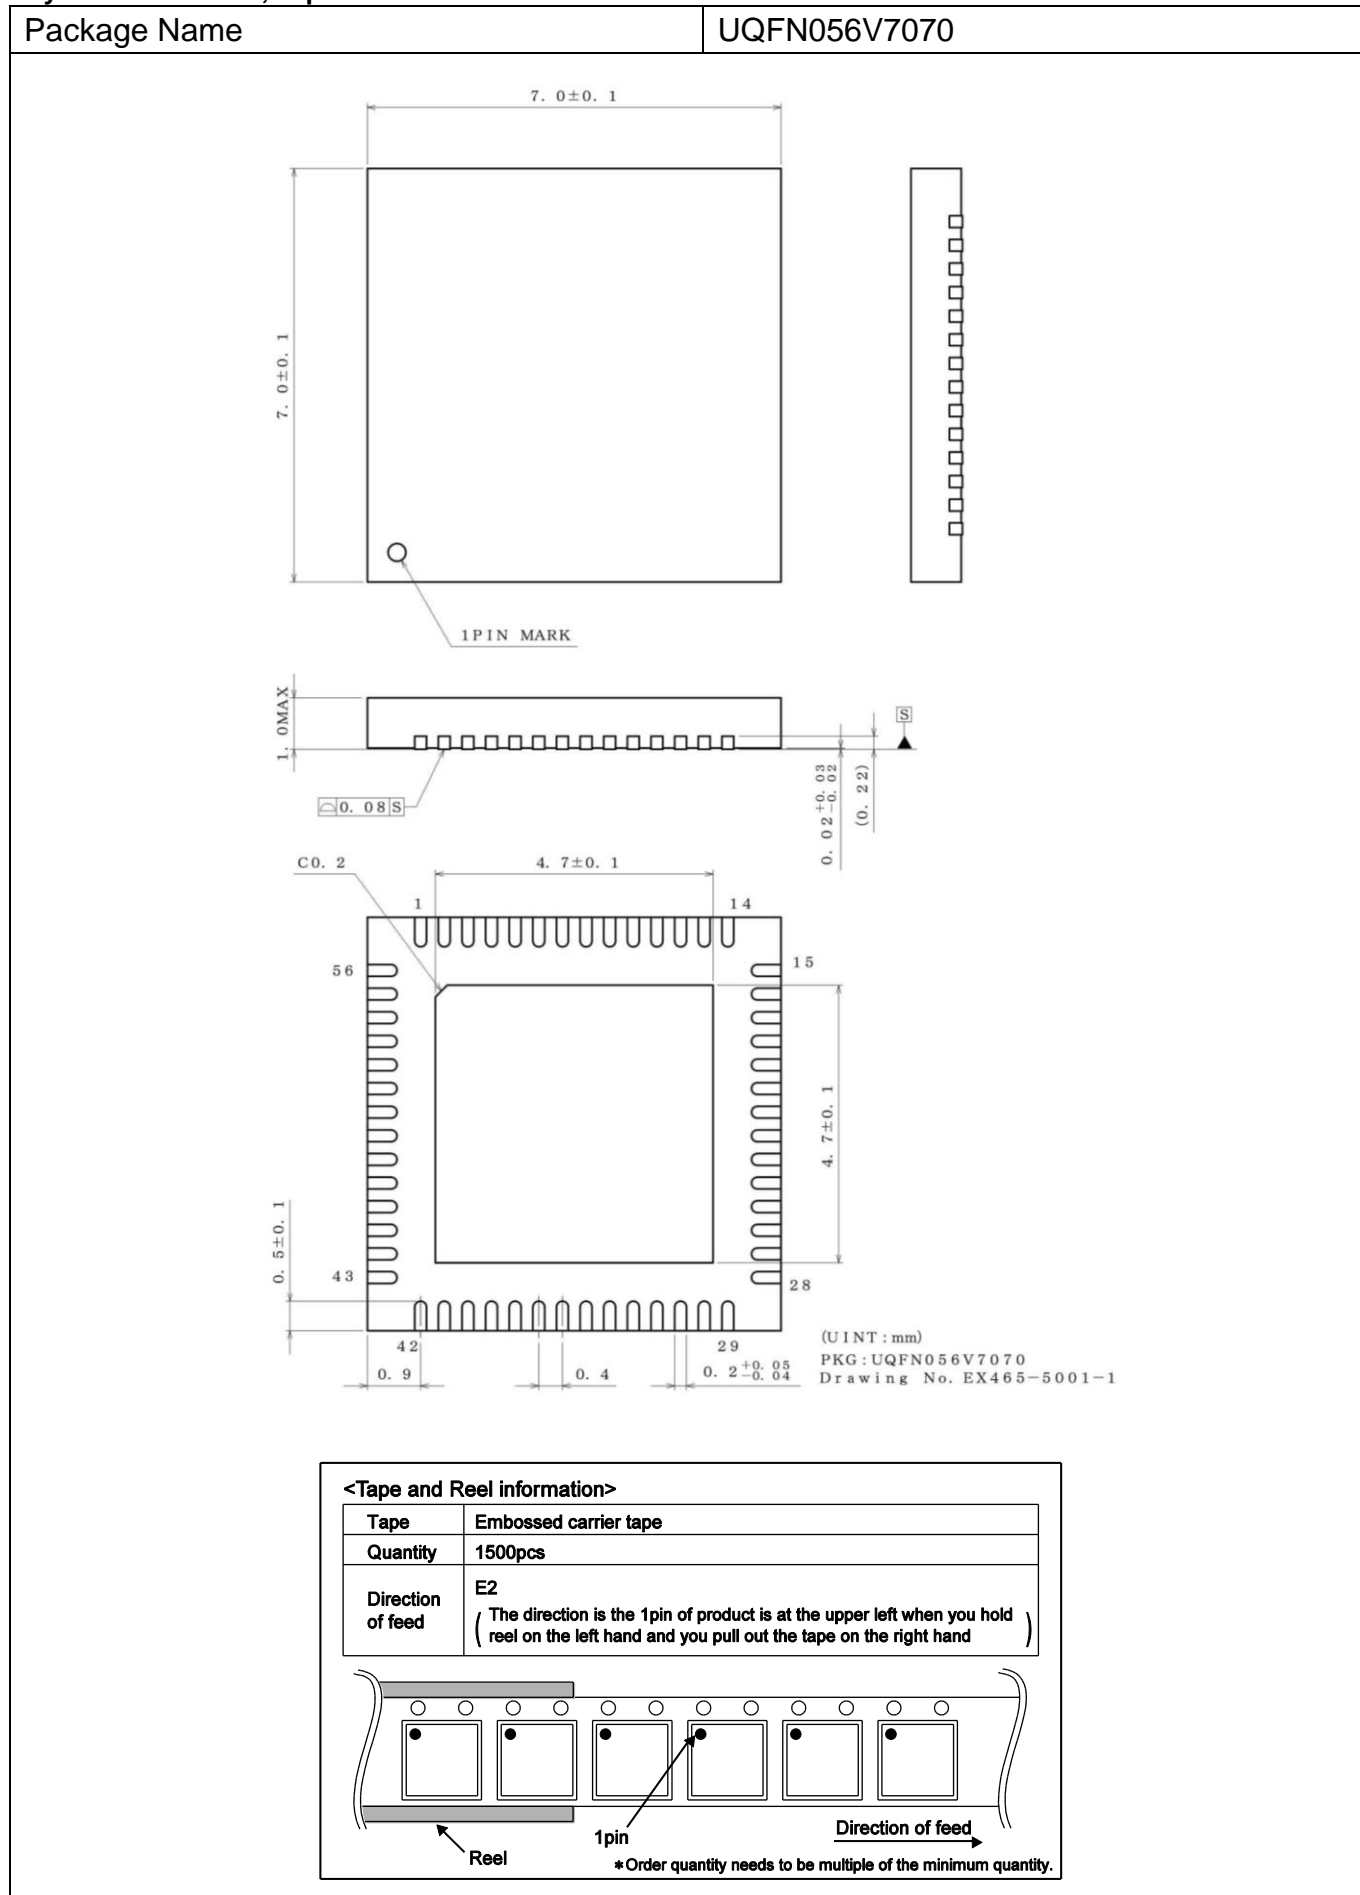 Package Name
UQFN056V7070
7. 0±0. 1
7. 0±0. 1
1PIN MARK
1. 0MAX
S
0. 08 S
0. 02+0. 03 −0. 02
(0. 22)
C0. 2
4. 7±0. 1
1
14
56
15
4. 7±0. 1
0. 5±0. 1
43
28
42
29
0. 9
0. 4
0. 2+0. 05 −0. 04
(UINT:mm)
PKG:UQFN056V7070
Drawing No. EX465−5001−1
<Tape and Reel information>
Tape
Embossed carrier tape
Quantity
1500pcs
Direction
of feed
E2
( The direction is the 1pin of product is at the upper left when you hold
reel on the left hand and you pull out the tape on the right hand )
1pin
Direction of feed
Reel
*Order quantity needs to be multiple of the minimum quantity.